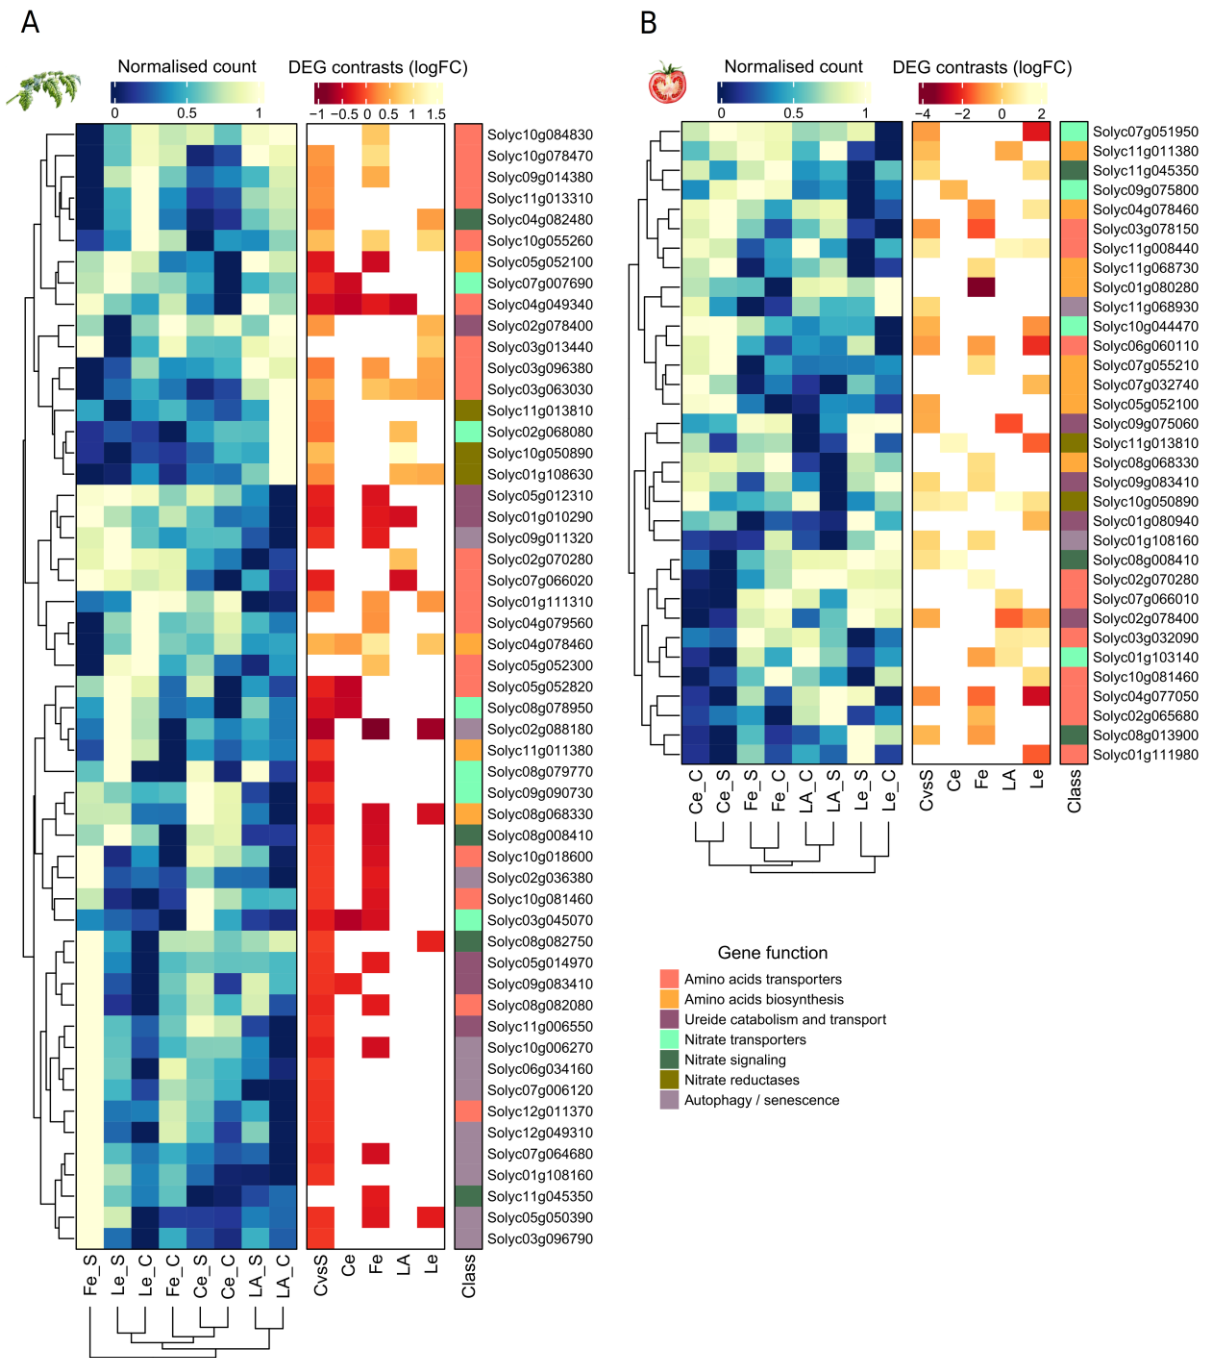 A
Normalised count
0 0.5 1
DEG contrasts (logFC)
−1 −0.5 0 0.5 1 1.5
Solyc10g084830
Solyc10g078470
Solyc09g014380
Solyc11g013310
Solyc04g082480
Solyc10g055260
Solyc05g052100
Solyc07g007690
Solyc04g049340
Solyc02g078400
Solyc03g013440
Solyc03g096380
Solyc03g063030
Solyc11g013810
Solyc02g068080
Solyc10g050890
Solyc01g108630
Solyc05g012310
Solyc01g010290
Solyc09g011320
Solyc02g070280
Solyc07g066020
Solyc01g111310
Solyc04g079560
Solyc04g078460
Solyc05g052300
Solyc05g052820
Solyc08g078950
Solyc02g088180
Solyc11g011380
Solyc08g079770
Solyc09g090730
Solyc08g068330
Solyc08g008410
Solyc10g018600
Solyc02g036380
Solyc10g081460
Solyc03g045070
Solyc08g082750
Solyc05g014970
Solyc09g083410
Solyc08g082080
Solyc11g006550
Solyc10g006270
Solyc06g034160
Solyc07g006120
Solyc12g011370
Solyc12g049310
Solyc07g064680
Solyc01g108160
Solyc11g045350
Solyc05g050390
Solyc03g096790
Fe_S Le_S Le_C Fe_C Ce_S Ce_C LA_S LA_C CvsS Ce Fe LA Le Class
B
Normalised count
0 0.5 1
DEG contrasts (logFC)
−4 −2 0 2
Solyc07g051950
Solyc11g011380
Solyc11g045350
Solyc09g075800
Solyc04g078460
Solyc03g078150
Solyc11g008440
Solyc11g068730
Solyc01g080280
Solyc11g068930
Solyc10g044470
Solyc06g060110
Solyc07g055210
Solyc07g032740
Solyc05g052100
Solyc09g075060
Solyc11g013810
Solyc08g068330
Solyc09g083410
Solyc10g050890
Solyc01g080940
Solyc01g108160
Solyc08g008410
Solyc02g070280
Solyc07g066010
Solyc02g078400
Solyc03g032090
Solyc01g103140
Solyc10g081460
Solyc04g077050
Solyc02g065680
Solyc08g013900
Solyc01g111980
Ce_C Ce_S Fe_S Fe_C LA_C LA_S Le_S Le_C CvsS Ce Fe LA Le Class
Gene function
Amino acids transporters
Amino acids biosynthesis
Ureide catabolism and transport
Nitrate transporters
Nitrate signaling
Nitrate reductases
Autophagy / senescence